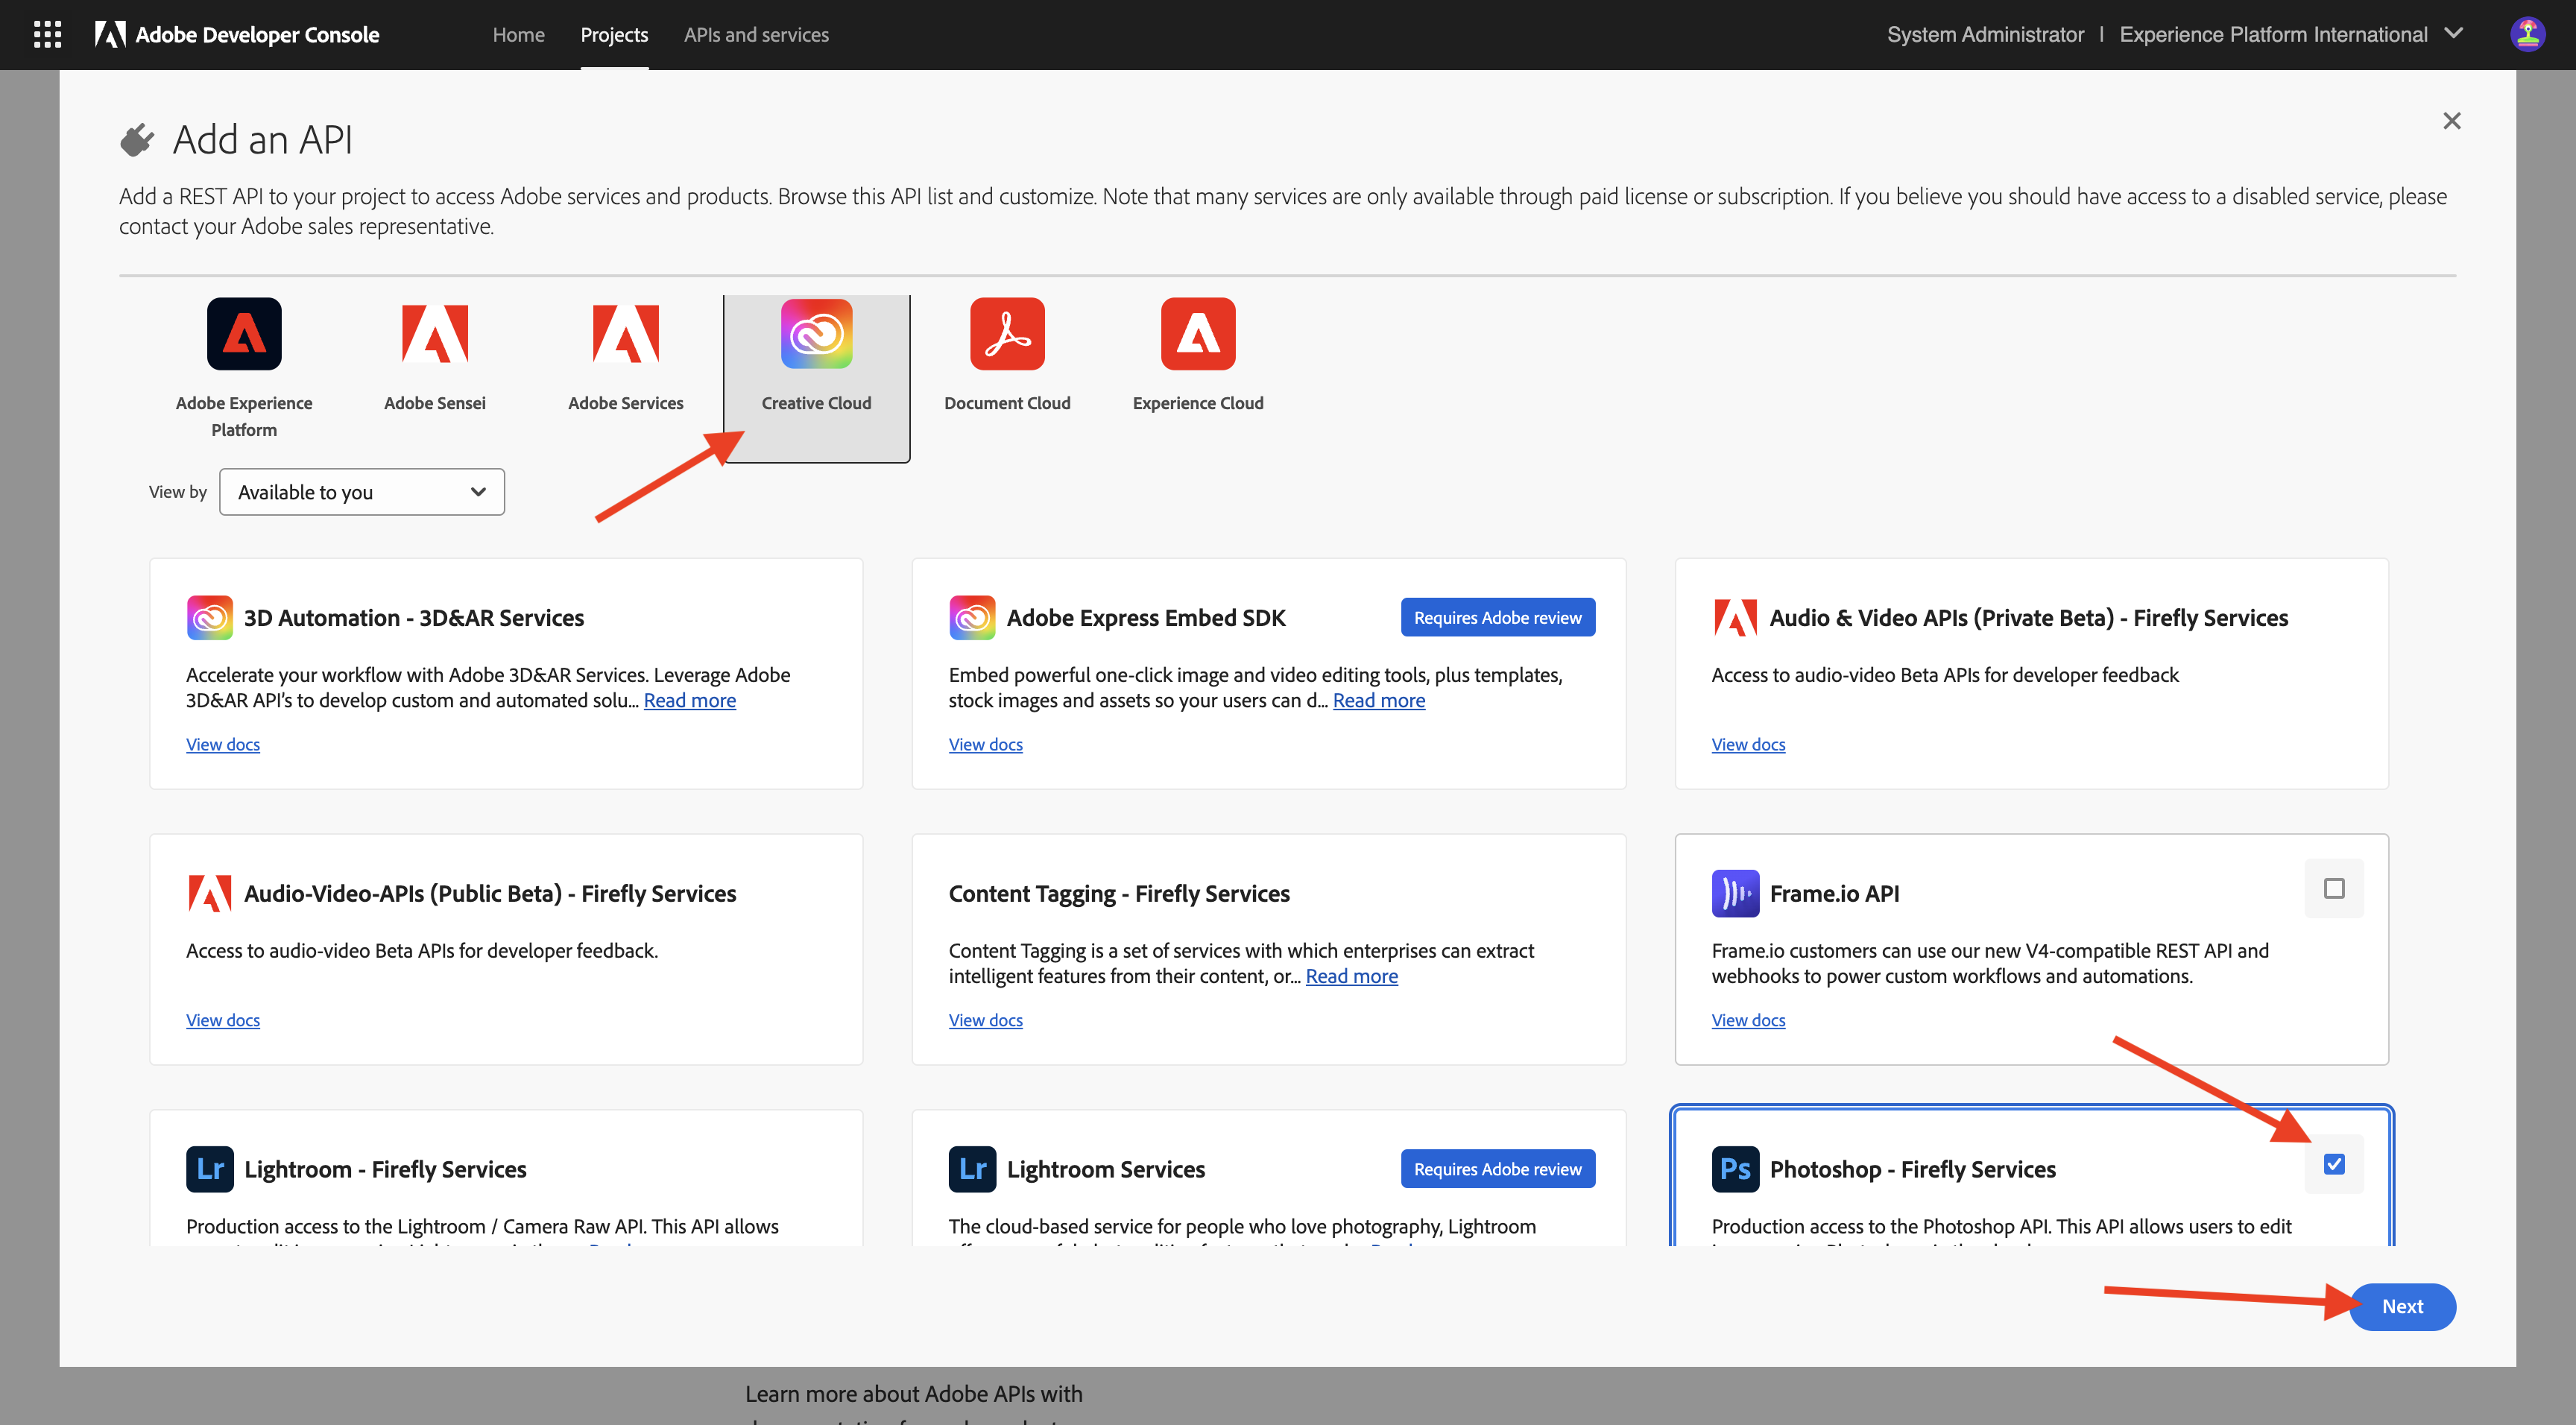 Adobe Developer Console
Home
Projects
APIs and services
System Administrator | Experience Platform International
Add an API
Add a REST API to your project to access Adobe services and products. Browse this API list and customize. Note that many services are only available through paid license or subscription. If you believe you should have access to a disabled service, please
contact your Adobe sales representative.
Adobe Experience
Platform
Adobe Sensei
Adobe Services
Creative Cloud
Document Cloud
Experience Cloud
View by
Available to you
3D Automation - 3D&AR Services
Accelerate your workflow with Adobe 3D&AR Services. Leverage Adobe
3D&AR API's to develop custom and automated solu... Read more
View docs
Adobe Express Embed SDK
Requires Adobe review
Embed powerful one-click image and video editing tools, plus templates,
stock images and assets so your users can d... Read more
View docs
Audio & Video APIs (Private Beta) - Firefly Services
Access to audio-video Beta APIs for developer feedback
View docs
Audio-Video-APIs (Public Beta) - Firefly Services
Access to audio-video Beta APIs for developer feedback.
View docs
Content Tagging - Firefly Services
Content Tagging is a set of services with which enterprises can extract
intelligent features from their content, or... Read more
View docs
Frame.io API
Frame.io customers can use our new V4-compatible REST API and
webhooks to power custom workflows and automations.
View docs
Lr
Lightroom - Firefly Services
Production access to the Lightroom / Camera Raw API. This API allows
Lr
Lightroom Services
Requires Adobe review
The cloud-based service for people who love photography, Lightroom
Ps
Photoshop - Firefly Services
Production access to the Photoshop API. This API allows users to edit
Next
Learn more about Adobe APIs with